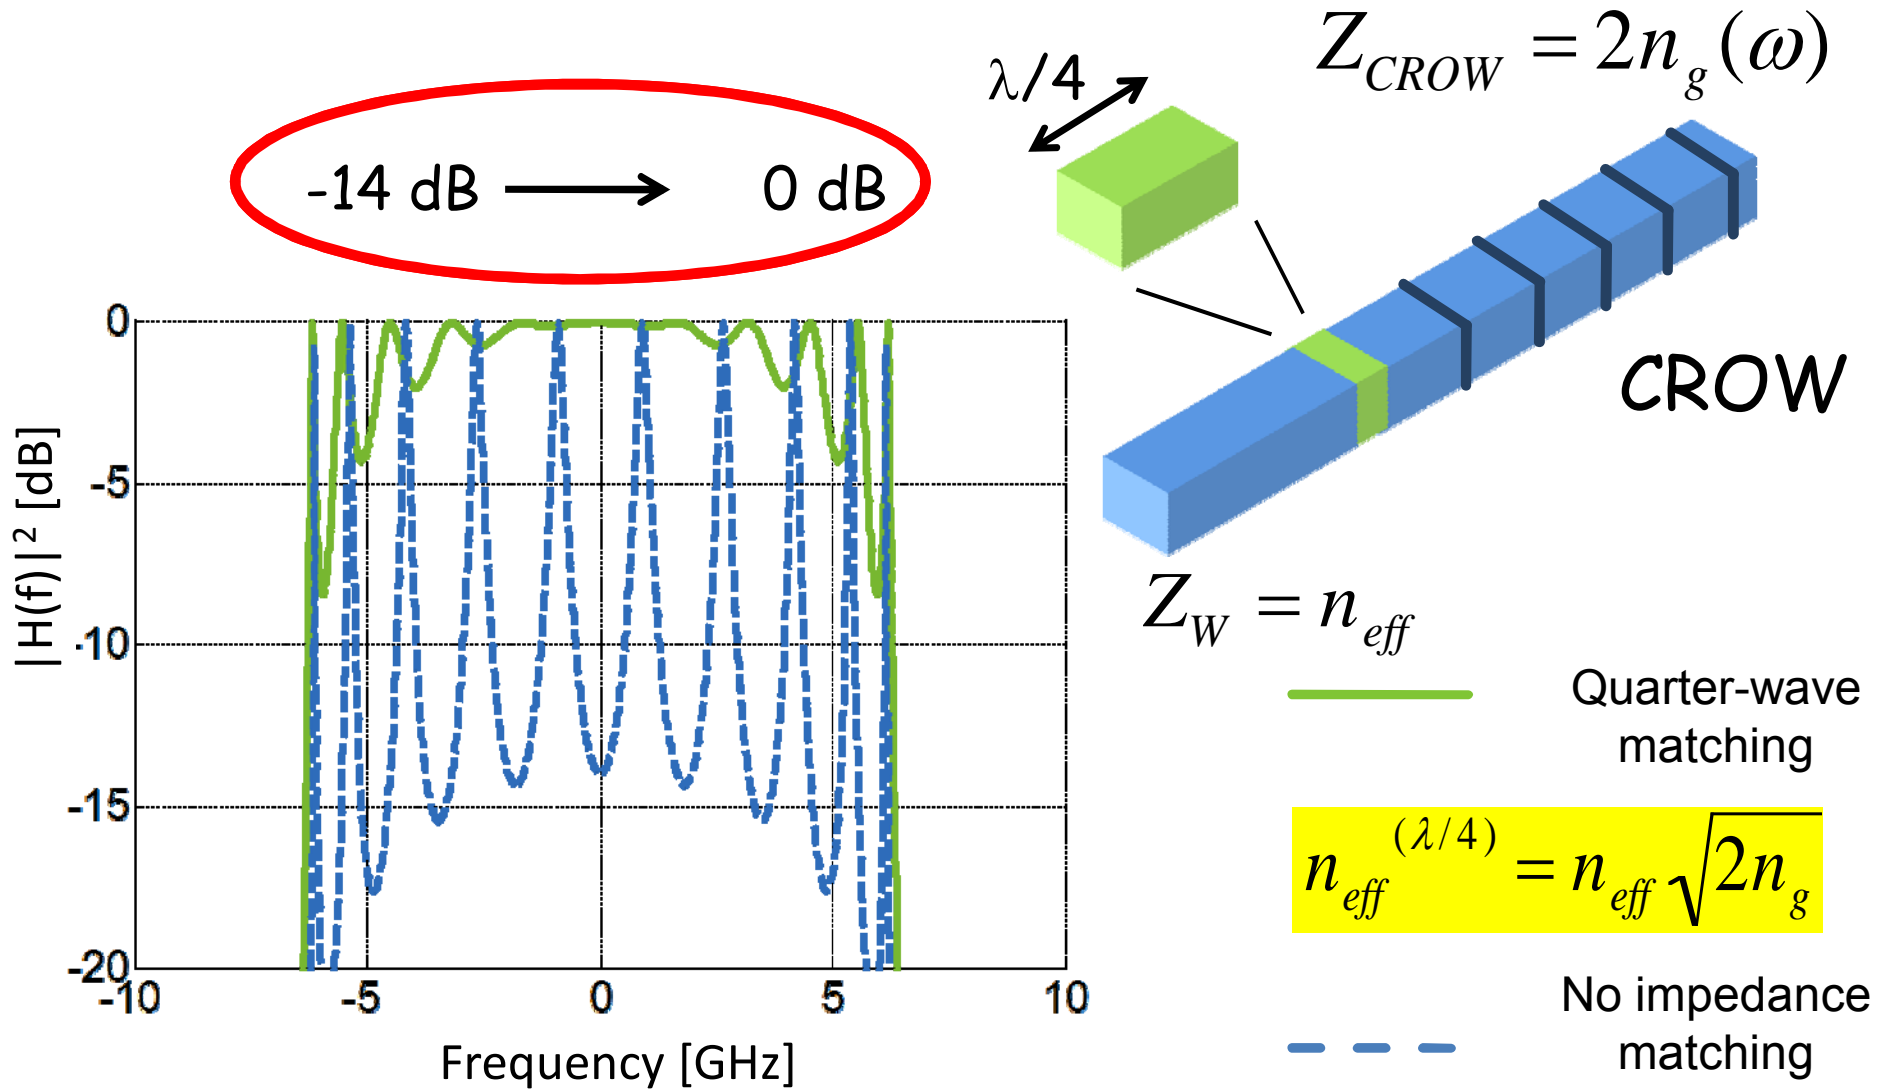 Z_CROW = 2n_g(ω)
λ/4
-14 dB → 0 dB
CROW
|H(f)|² [dB]
0
-5
-10
-15
-20
-10
-5
0
5
10
Frequency [GHz]
Z_W = n_eff
Quarter-wave
matching
n_eff^(λ/4) = n_eff √2n_g
No impedance
matching